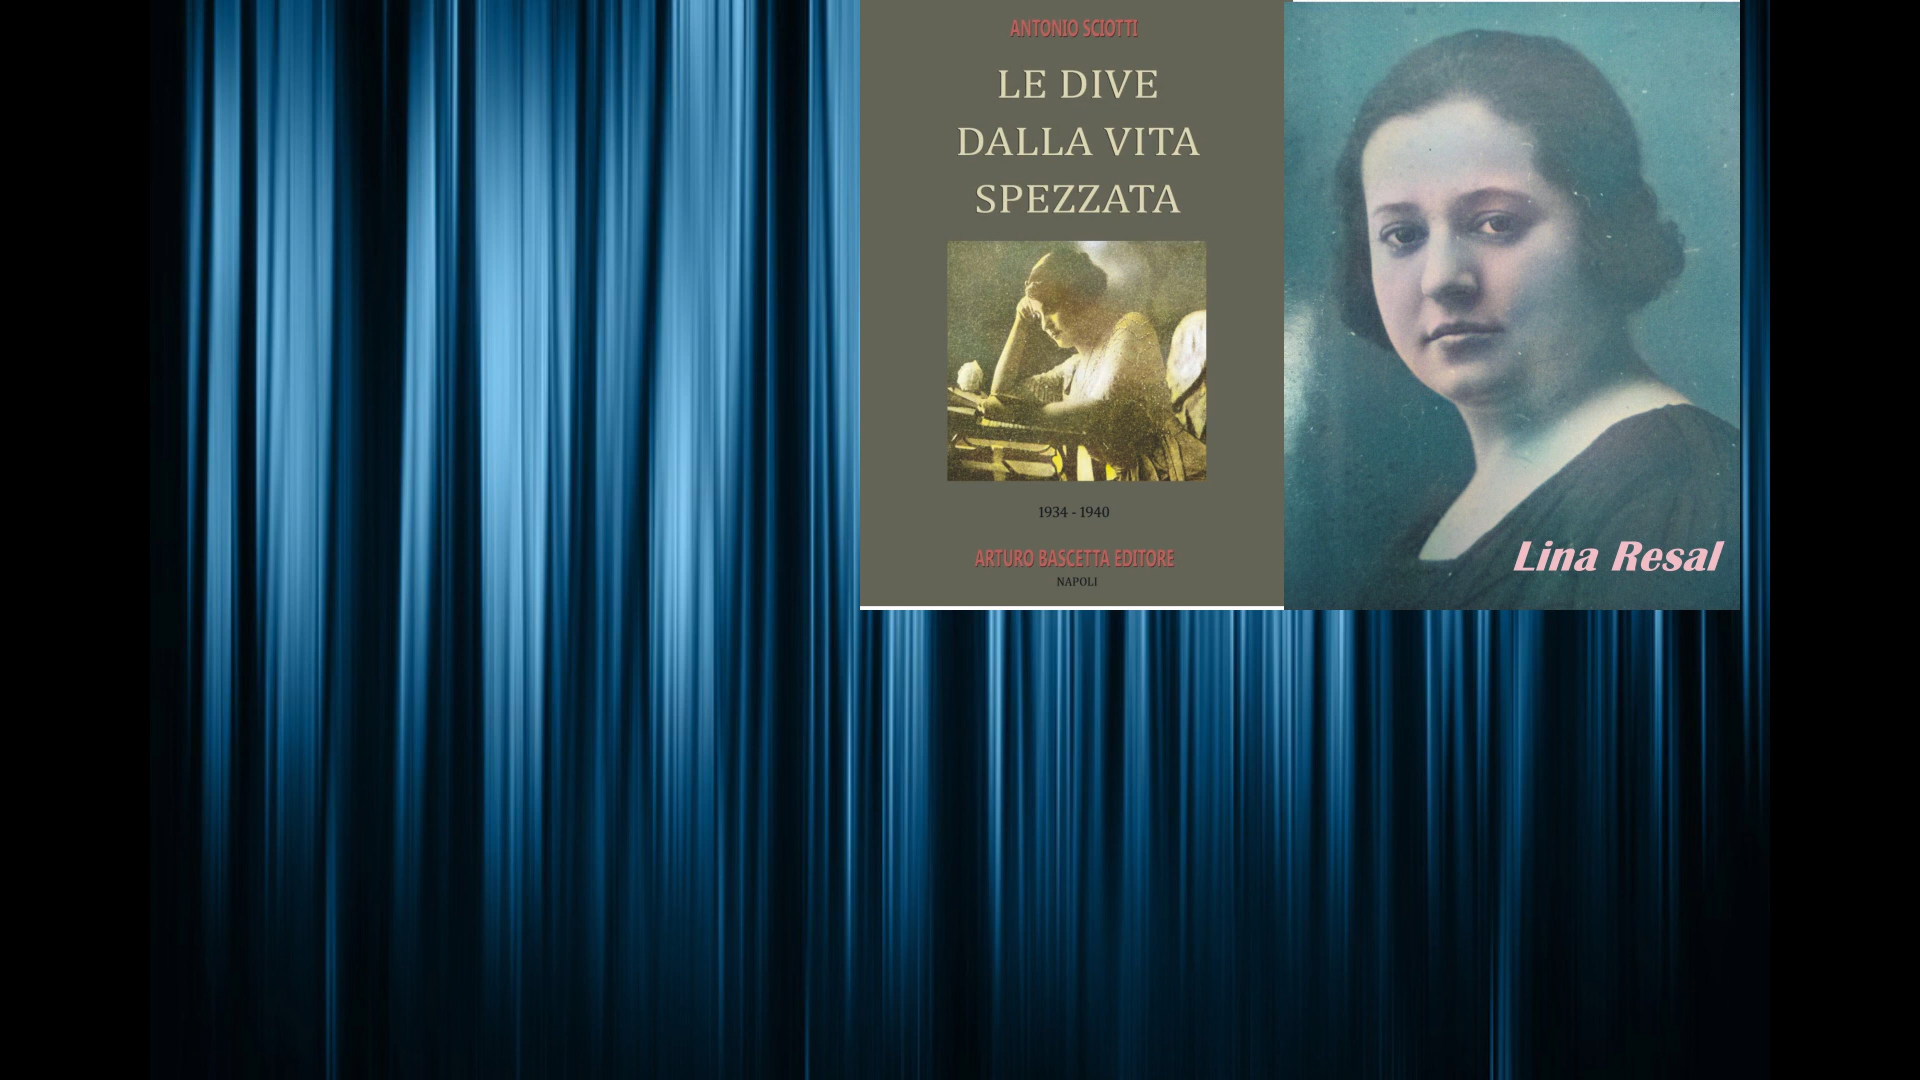 ANTONIO SCIOTTI
LE DIVE
DALLA VITA
SPEZZATA
1934 - 1940
ARTURO BASCETTA EDITORE
NAPOLI
Lina Resal